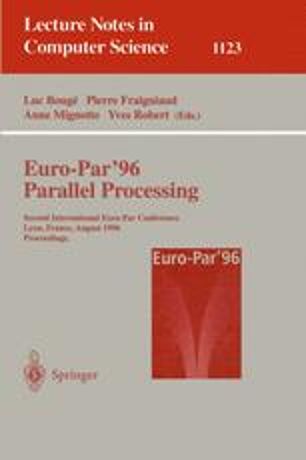 Lecture Notes in
Computer Science 1123
Luc Bougé Pierre Fraigniaud
Anne Mignotte Yves Robert (Eds.)
Euro-Par'96
Parallel Processing
Second International Euro-Par Conference
Lyon, France, August 1996
Proceedings,
Euro-Par'96
Springer